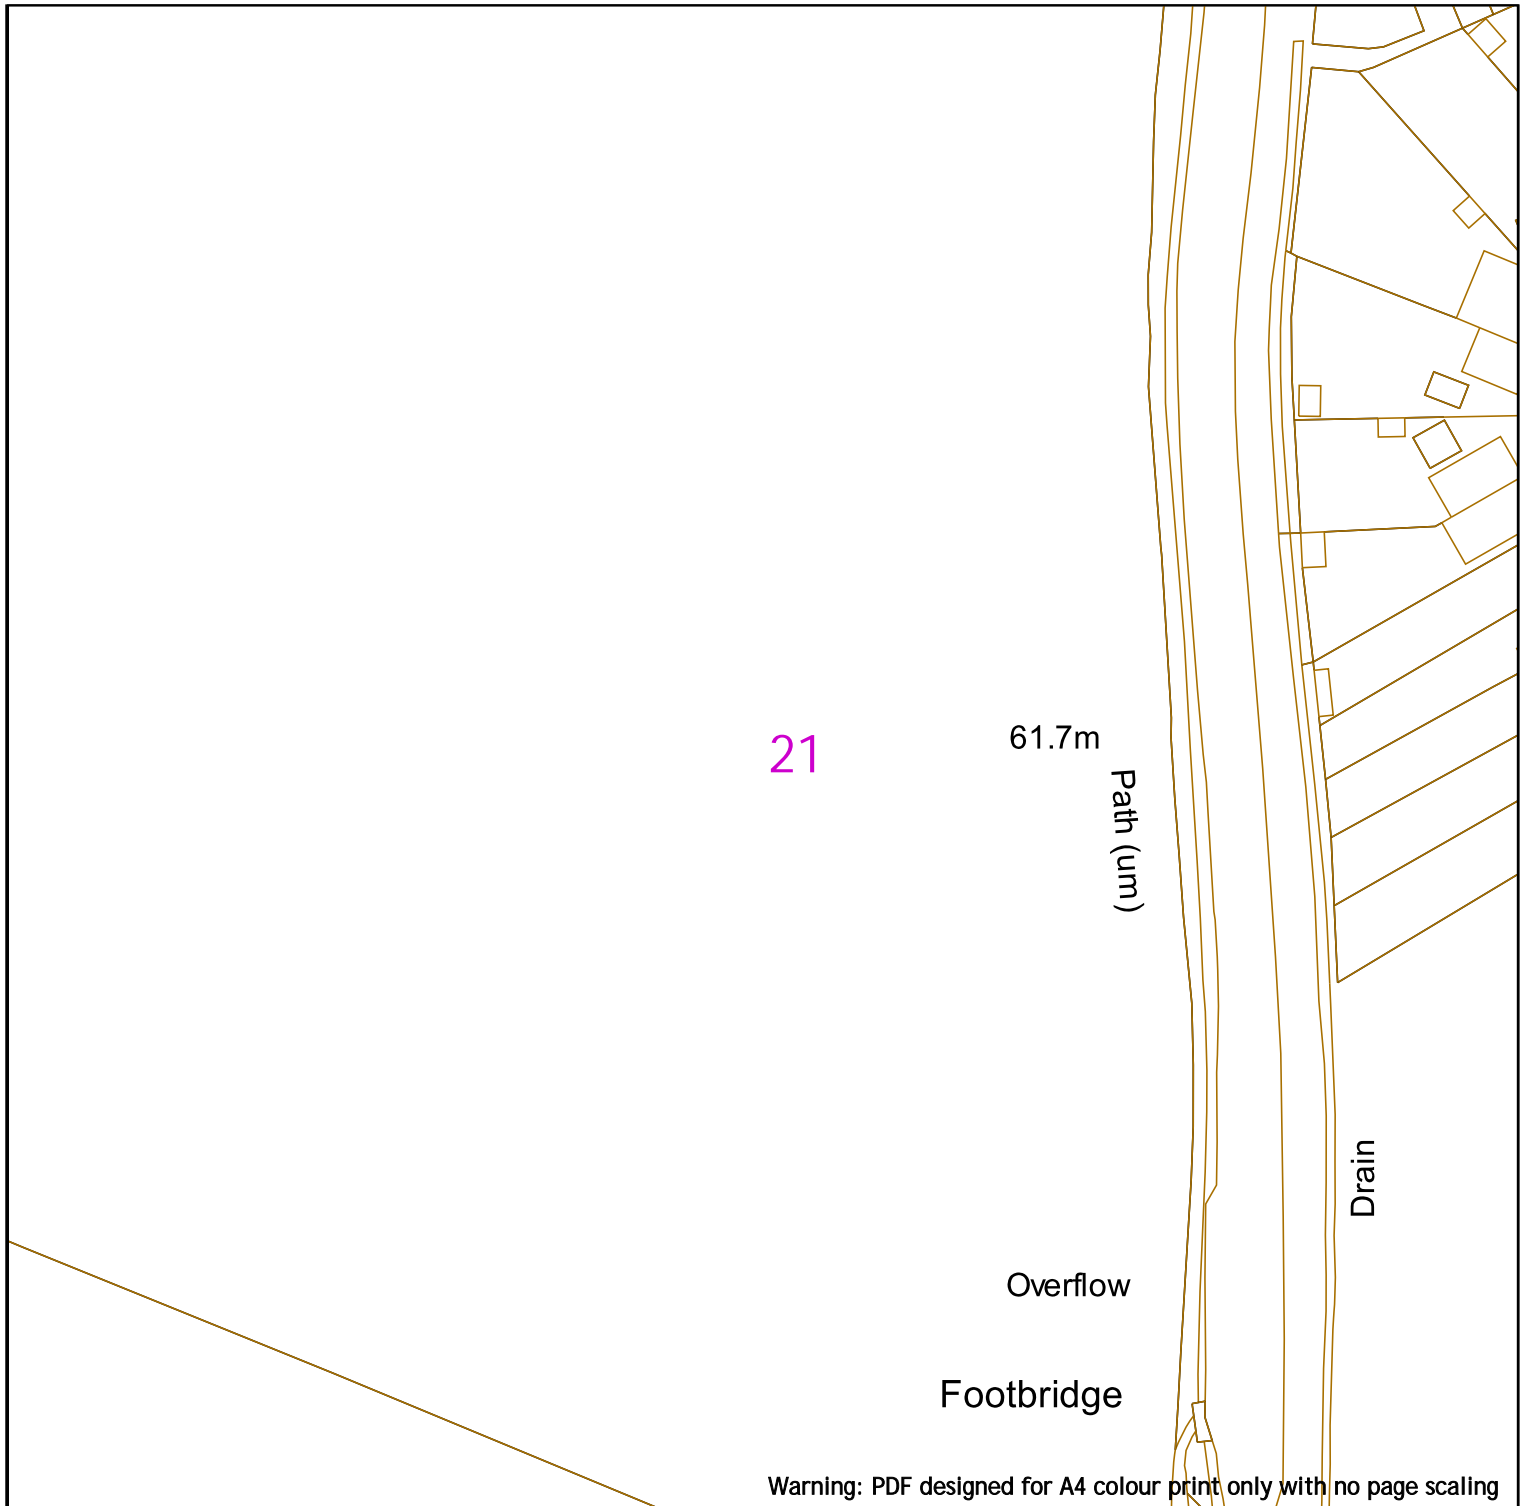 61.7m
21
Path (um)
Drain
Overflow
Footbridge
Warning: PDF designed for A4 colour print only with no page scaling